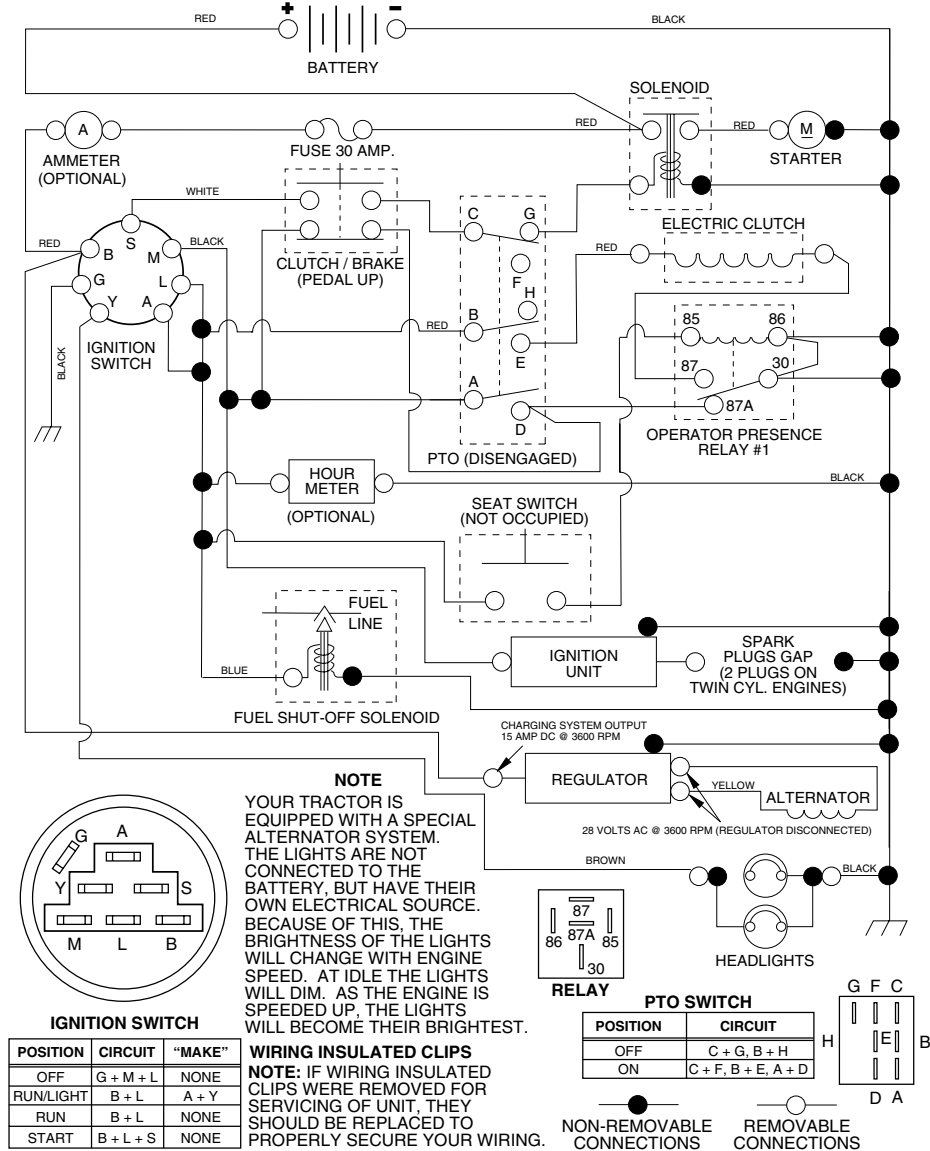 +
-
RED
BLACK
BATTERY
SOLENOID
A
RED
RED
M
AMMETER
(OPTIONAL)
FUSE 30 AMP.
STARTER
WHITE
C
G
ELECTRIC CLUTCH
S
RED
B
M
BLACK
CLUTCH / BRAKE
(PEDAL UP)
RED
F
G
L
H
Y
A
85
86
B
RED
IGNITION
SWITCH
E
BLACK
87
30
A
87A
D
OPERATOR PRESENCE
RELAY #1
PTO (DISENGAGED)
HOUR
METER
BLACK
(OPTIONAL)
SEAT SWITCH
(NOT OCCUPIED)
FUEL
LINE
IGNITION
UNIT
SPARK
PLUGS GAP
(2 PLUGS ON
TWIN CYL. ENGINES)
BLUE
FUEL SHUT-OFF SOLENOID
CHARGING SYSTEM OUTPUT
15 AMP DC @ 3600 RPM
REGULATOR
YELLOW
ALTERNATOR
28 VOLTS AC @ 3600 RPM (REGULATOR DISCONNECTED)
NOTE
YOUR TRACTOR IS
EQUIPPED WITH A SPECIAL
ALTERNATOR SYSTEM.
THE LIGHTS ARE NOT
CONNECTED TO THE
BATTERY, BUT HAVE THEIR
OWN ELECTRICAL SOURCE.
BECAUSE OF THIS, THE
BRIGHTNESS OF THE LIGHTS
WILL CHANGE WITH ENGINE
SPEED. AT IDLE THE LIGHTS
WILL DIM. AS THE ENGINE IS
SPEEDED UP, THE LIGHTS
WILL BECOME THEIR BRIGHTEST.
G
A
Y
S
M
L
B
BROWN
BLACK
HEADLIGHTS
87
86
87A
85
30
RELAY
IGNITION SWITCH
POSITION CIRCUIT “MAKE”
OFF G + M + L NONE
RUN/LIGHT B + L A + Y
RUN B + L NONE
START B + L + S NONE
WIRING INSULATED CLIPS
NOTE: IF WIRING INSULATED
CLIPS WERE REMOVED FOR
SERVICING OF UNIT, THEY
SHOULD BE REPLACED TO
PROPERLY SECURE YOUR WIRING.
PTO SWITCH
POSITION CIRCUIT
OFF C + G, B + H
ON C + F, B + E, A + D
G F C
H
E
B
D A
NON-REMOVABLE
CONNECTIONS
REMOVABLE
CONNECTIONS